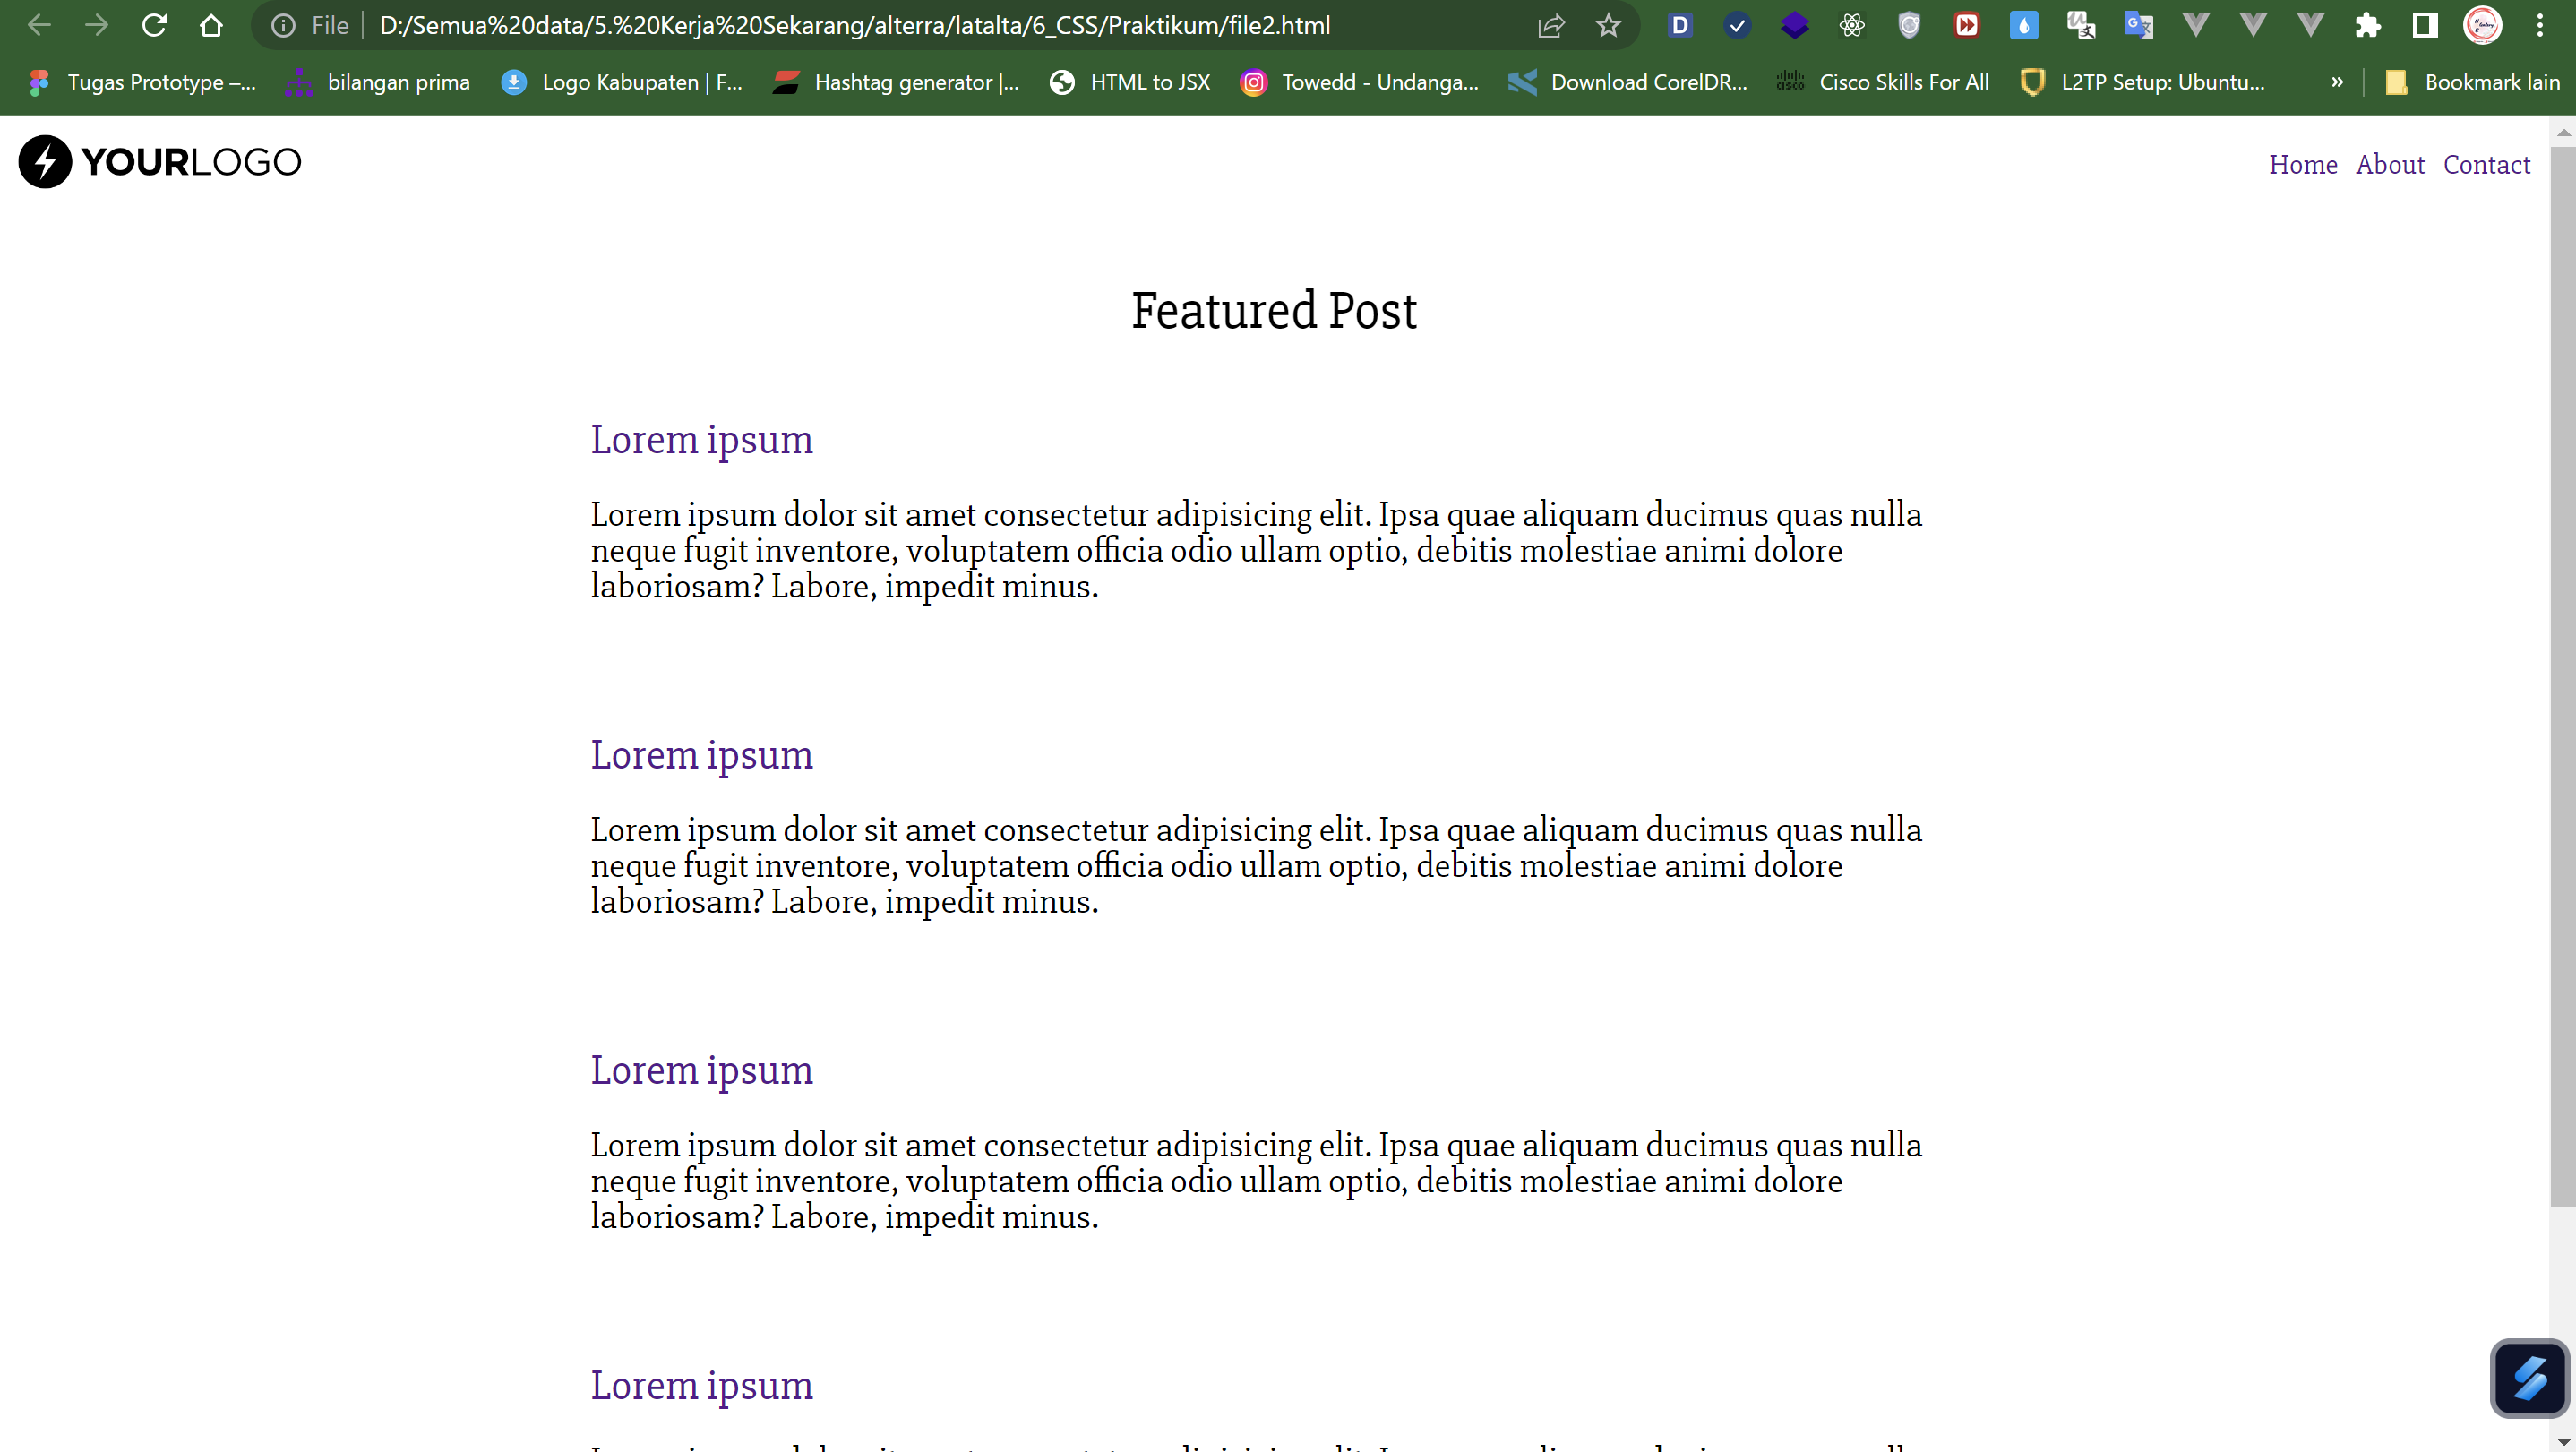 File
D:/Semua%20data/5.%20Kerja%20Sekarang/alterra/latalta/6_CSS/Praktikum/file2.html
Tugas Prototype –... bilangan prima Logo Kabupaten | F... Hashtag generator |... HTML to JSX Towedd - Undanga... Download CorelDR... Cisco Skills For All L2TP Setup: Ubuntu... » Bookmark lain
YOURLOGO
Home About Contact
Featured Post
Lorem ipsum
Lorem ipsum dolor sit amet consectetur adipisicing elit. Ipsa quae aliquam ducimus quas nulla
neque fugit inventore, voluptatem officia odio ullam optio, debitis molestiae animi dolore
laboriosam? Labore, impedit minus.
Lorem ipsum
Lorem ipsum dolor sit amet consectetur adipisicing elit. Ipsa quae aliquam ducimus quas nulla
neque fugit inventore, voluptatem officia odio ullam optio, debitis molestiae animi dolore
laboriosam? Labore, impedit minus.
Lorem ipsum
Lorem ipsum dolor sit amet consectetur adipisicing elit. Ipsa quae aliquam ducimus quas nulla
neque fugit inventore, voluptatem officia odio ullam optio, debitis molestiae animi dolore
laboriosam? Labore, impedit minus.
Lorem ipsum